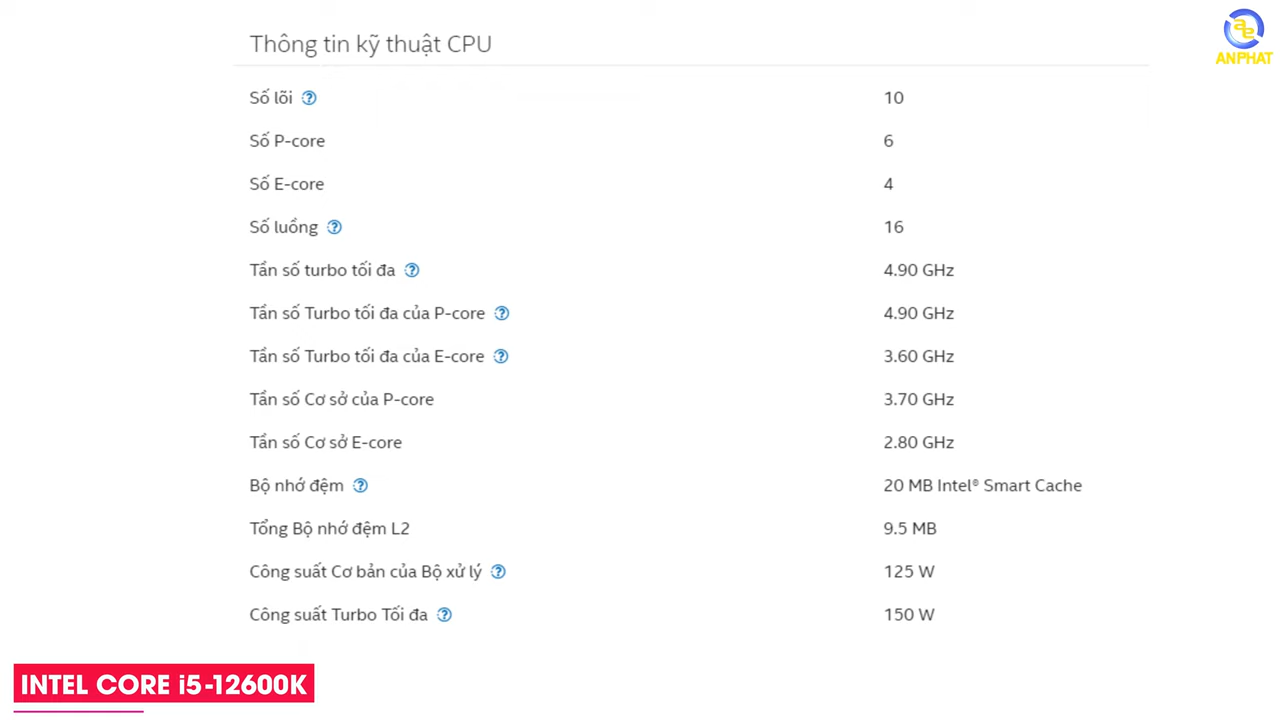 Thông tin kỹ thuật CPU
ANPHAT
Số lõi 10
Số P-core 6
Số E-core 4
Số luồng 16
Tần số turbo tối đa 4.90 GHz
Tần số Turbo tối đa của P-core 4.90 GHz
Tần số Turbo tối đa của E-core 3.60 GHz
Tần số Cơ sở của P-core 3.70 GHz
Tần số Cơ sở E-core 2.80 GHz
Bộ nhớ đệm 20 MB Intel® Smart Cache
Tổng Bộ nhớ đệm L2 9.5 MB
Công suất Cơ bản của Bộ xử lý 125 W
Công suất Turbo Tối đa 150 W
INTEL CORE i5-12600K